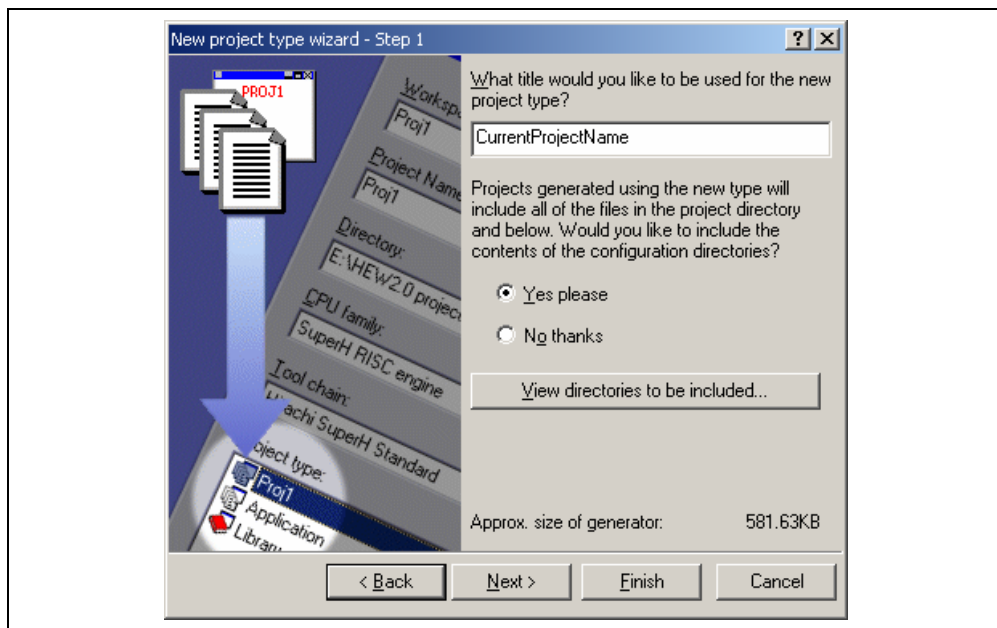 New project type wizard - Step 1
PROJ1
Workspa
Proj1
Project Name
Proj1
Directory:
E:\HEW2.0 project
CPU family:
SuperH RISC engine
Tool chain:
Hitachi SuperH Standard
oject type:
Proj1
Application
Library
What title would you like to be used for the new
project type?
CurrentProjectName
Projects generated using the new type will
include all of the files in the project directory
and below. Would you like to include the
contents of the configuration directories?
Yes please
No thanks
View directories to be included...
Approx. size of generator: 581.63KB
< Back Next > Finish Cancel